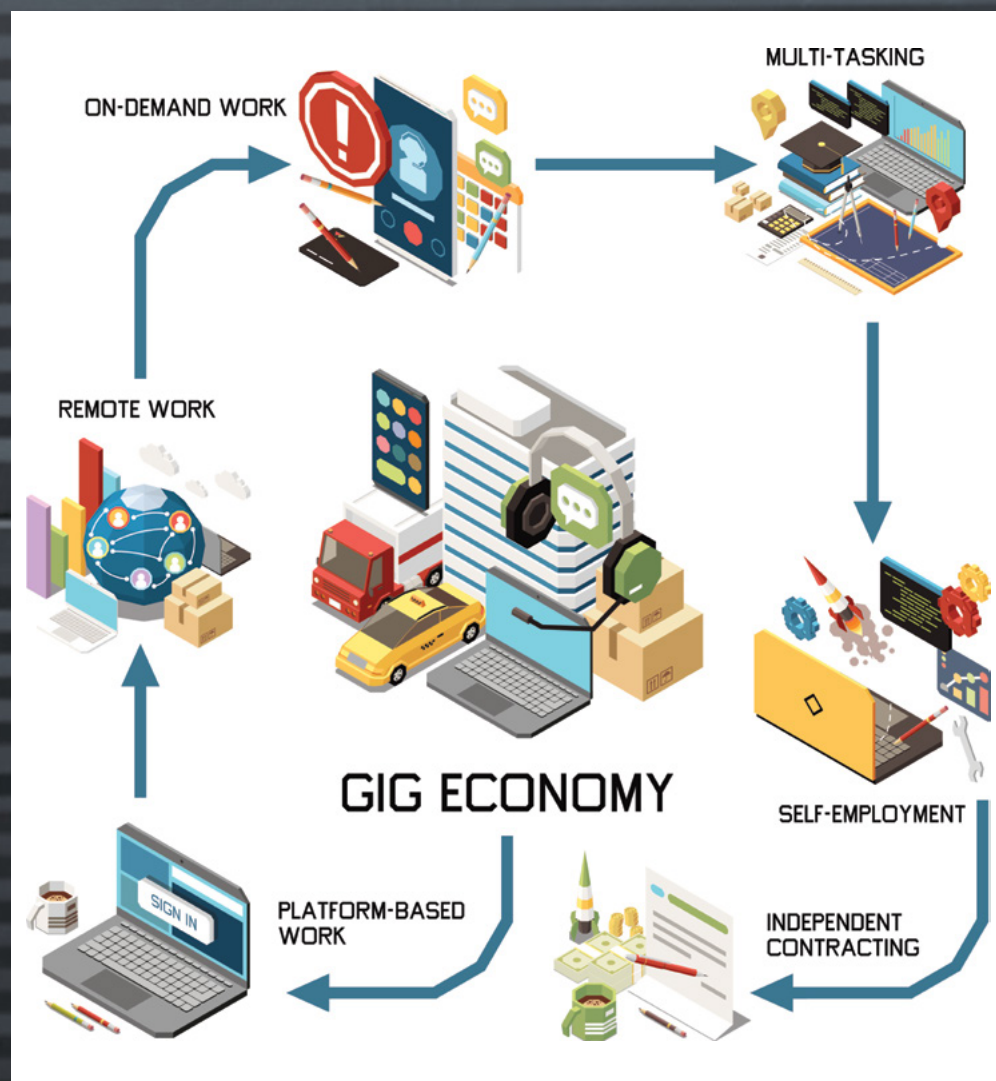 MULTI-TASKING
ON-DEMAND WORK
REMOTE WORK
GIG ECONOMY
SELF-EMPLOYMENT
SIGN IN
PLATFORM-BASED
WORK
INDEPENDENT
CONTRACTING